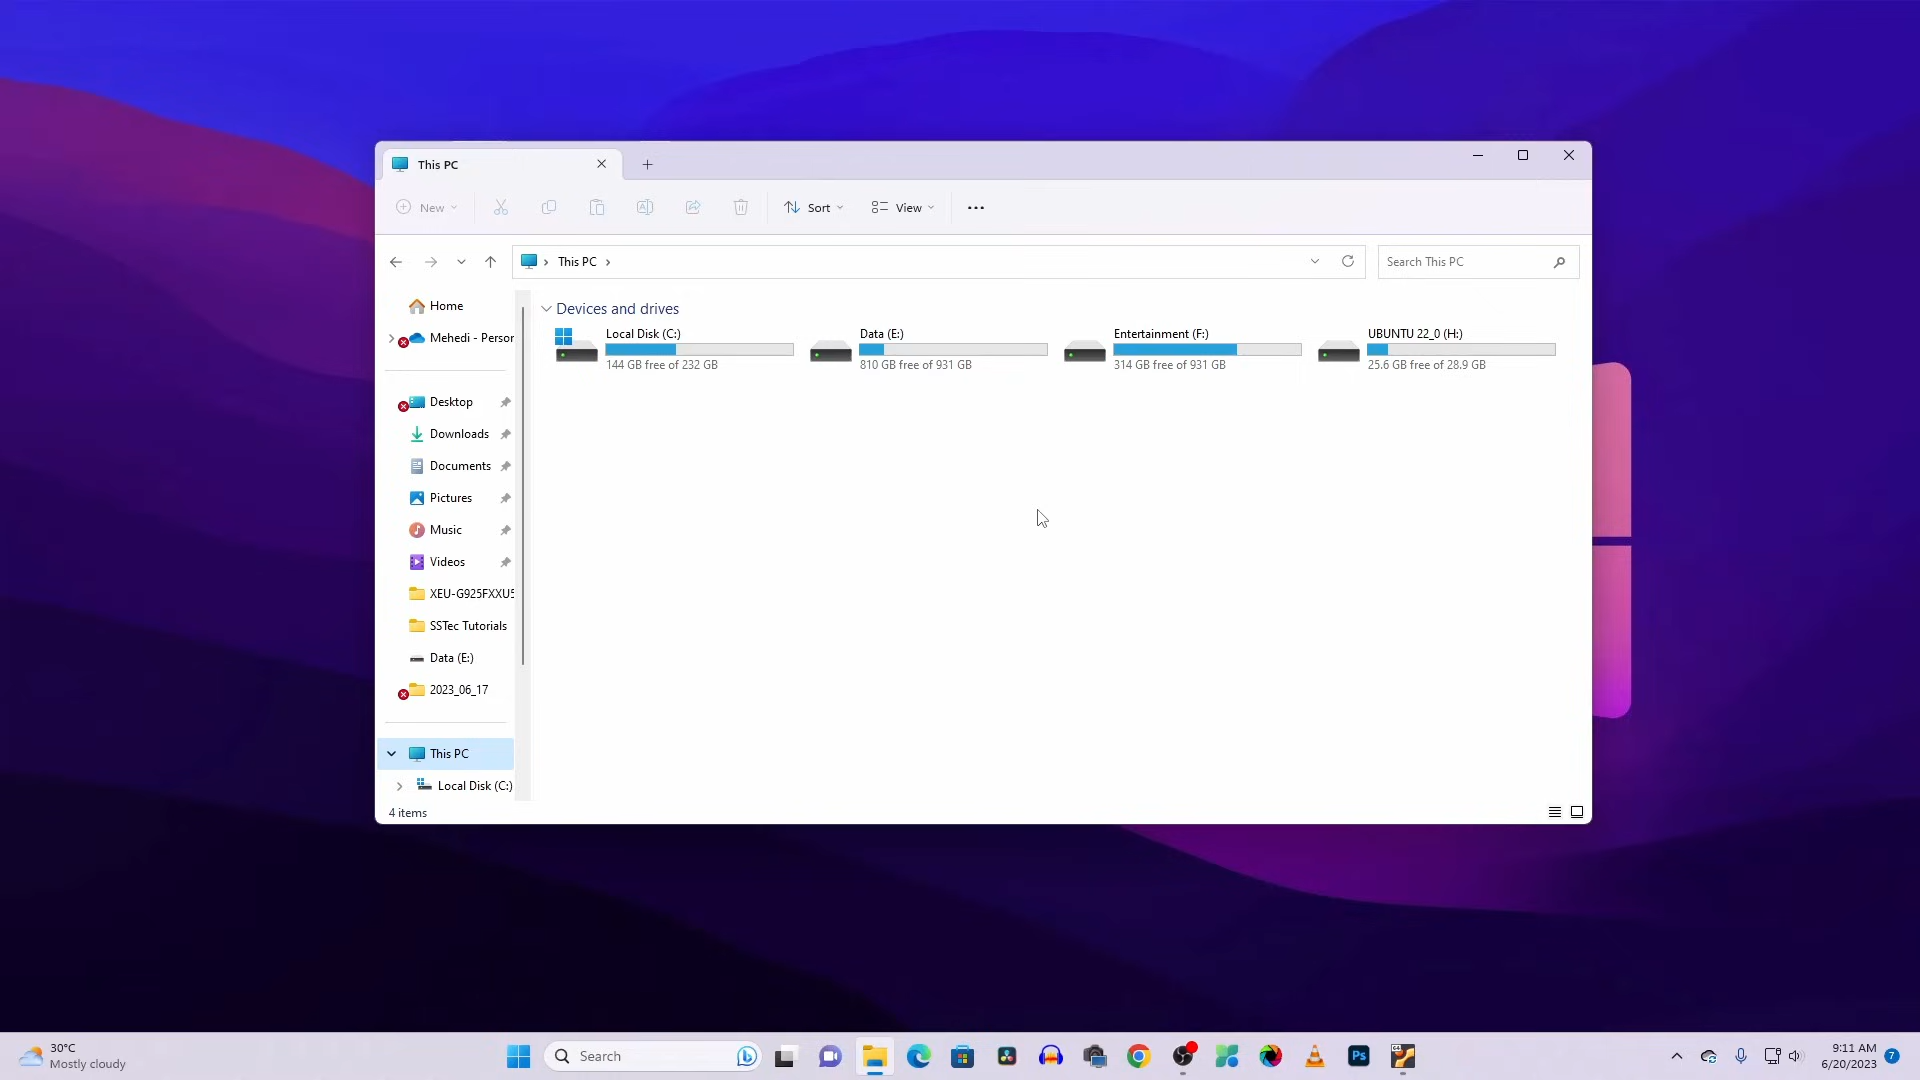 This PC
New
Sort
View
This PC
Search This PC
Home
Mehedi - Person
Desktop
Downloads
Documents
Pictures
Music
Videos
XEU-G925FXXU5
SSTec Tutorials
Data (E:)
2023_06_17
This PC
Local Disk (C:)
Devices and drives
Local Disk (C:)
144 GB free of 232 GB
Data (E:)
810 GB free of 931 GB
Entertainment (F:)
314 GB free of 931 GB
UBUNTU 22_0 (H:)
25.6 GB free of 28.9 GB
4 items
30°C
Mostly cloudy
Search
Ps
9:11 AM
6/20/2023
7